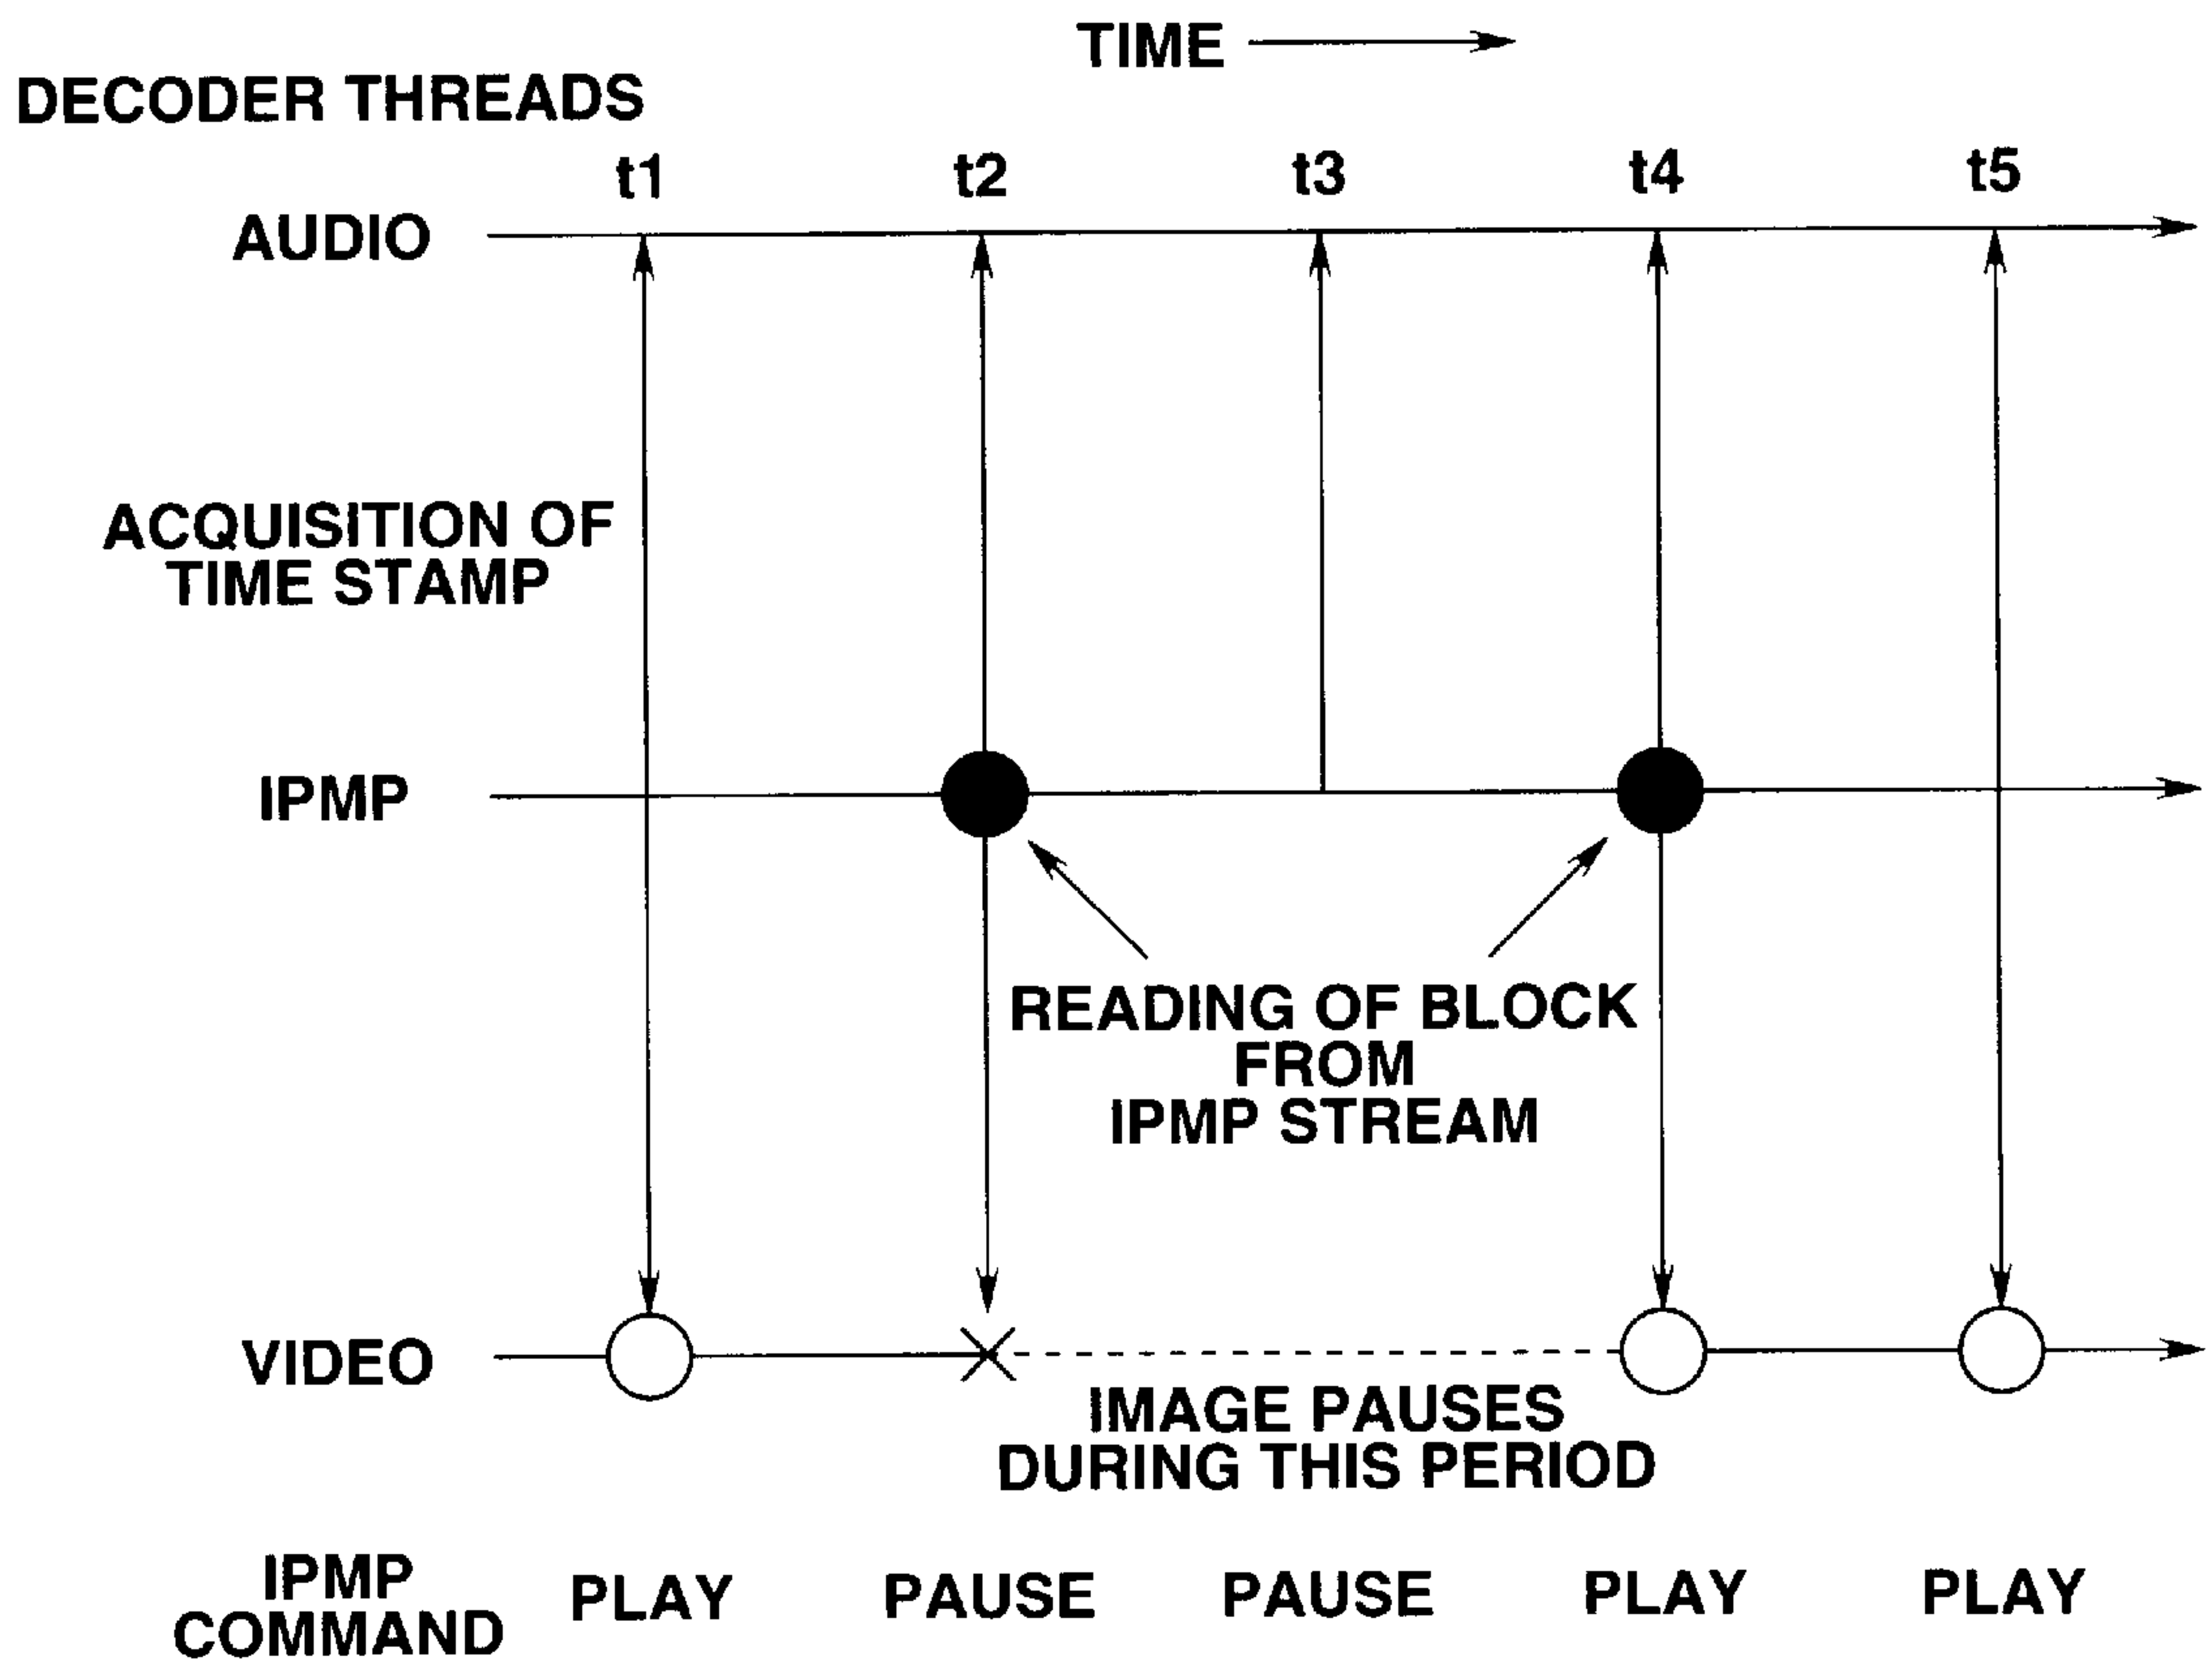 TIME
DECODER THREADS
t1 t2 t3 t4 t5
AUDIO
ACQUISITION OF
TIME STAMP
IPMP
READING OF BLOCK
FROM
IPMP STREAM
VIDEO
IMAGE PAUSES
DURING THIS PERIOD
IPMP
COMMAND
PLAY PAUSE PAUSE PLAY PLAY